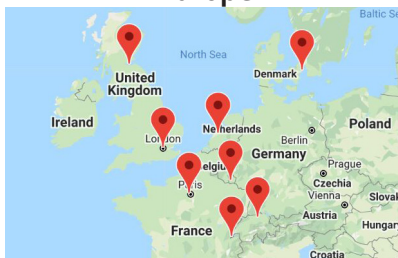 Baltic Se
North Sea
Denmark
United
Kingdom
Ireland
London
Netherlands
Berlin
Poland
Belgium
Germany
Paris
Prague
Czechia
Vienna
Slovak
Austria
France
Hungar
Croatia